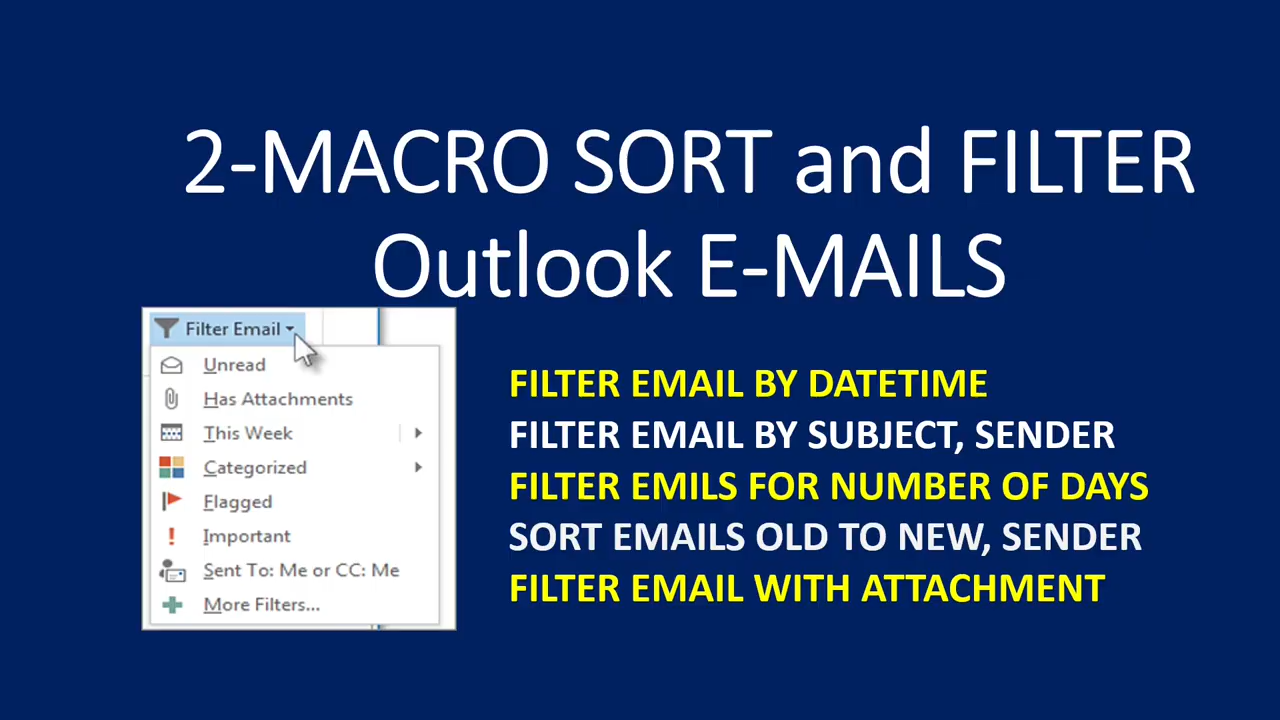 2-MACRO SORT and FILTER
Outlook E-MAILS
Filter Email
Unread
Has Attachments
This Week
Categorized
Flagged
Important
Sent To: Me or CC: Me
More Filters...
FILTER EMAIL BY DATETIME
FILTER EMAIL BY SUBJECT, SENDER
FILTER EMILS FOR NUMBER OF DAYS
SORT EMAILS OLD TO NEW, SENDER
FILTER EMAIL WITH ATTACHMENT